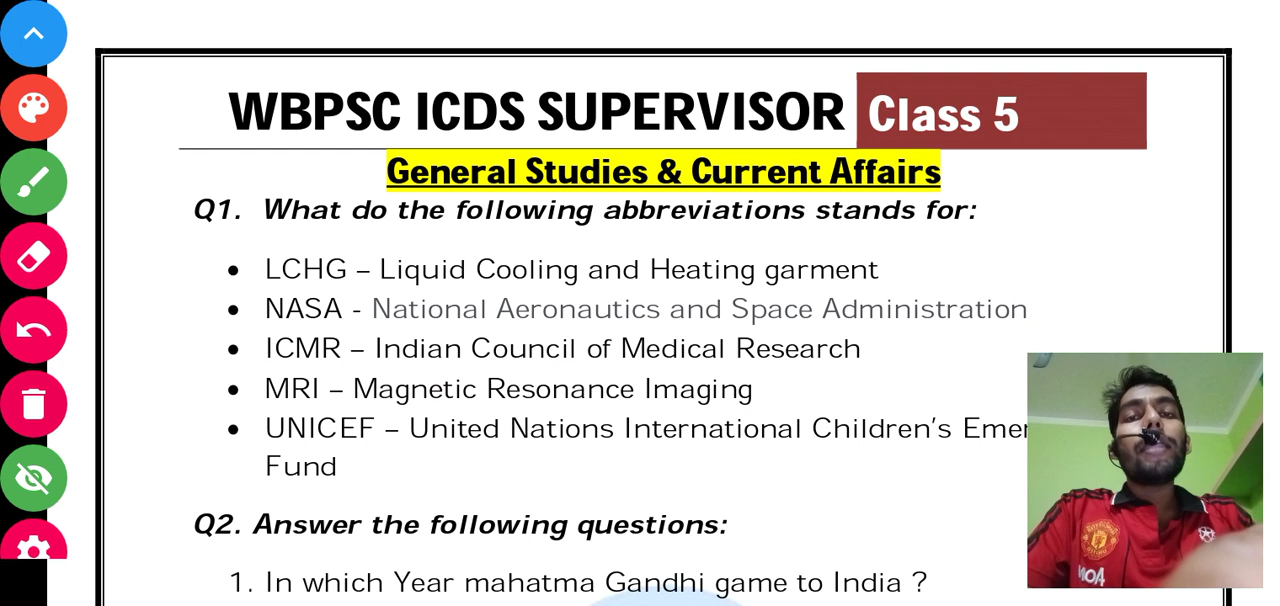 WBPSC ICDS SUPERVISOR Class 5
General Studies & Current Affairs
Q1. What do the following abbreviations stands for:
• LCHG – Liquid Cooling and Heating garment
• NASA - National Aeronautics and Space Administration
• ICMR – Indian Council of Medical Research
• MRI – Magnetic Resonance Imaging
• UNICEF – United Nations International Children's
Fund
Q2. Answer the following questions:
1. In which Year mahatma Gandhi game to India ?